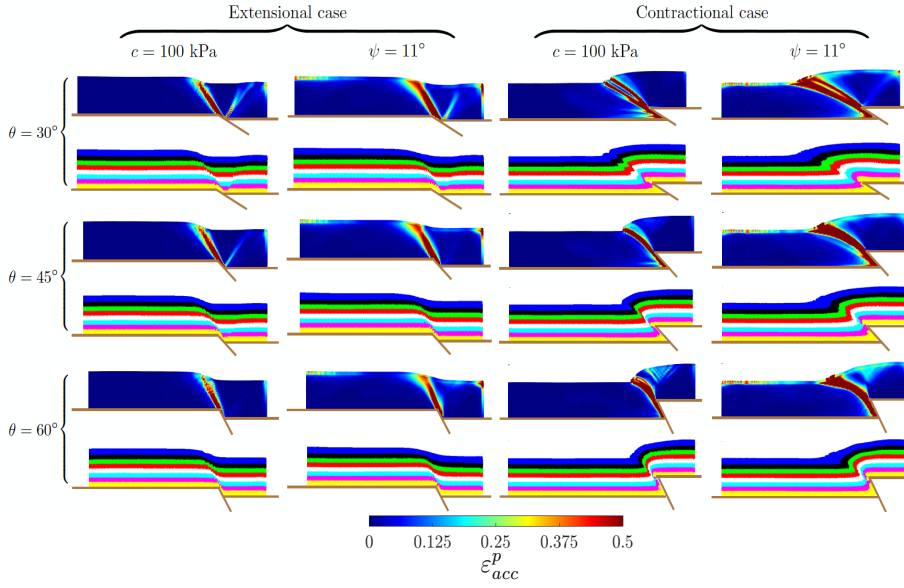 Extensional case
Contractional case
c = 100 kPa
ψ = 11°
c = 100 kPa
ψ = 11°
θ = 30°
θ = 45°
θ = 60°
0 0.125 0.25 0.375 0.5
ε^p_acc